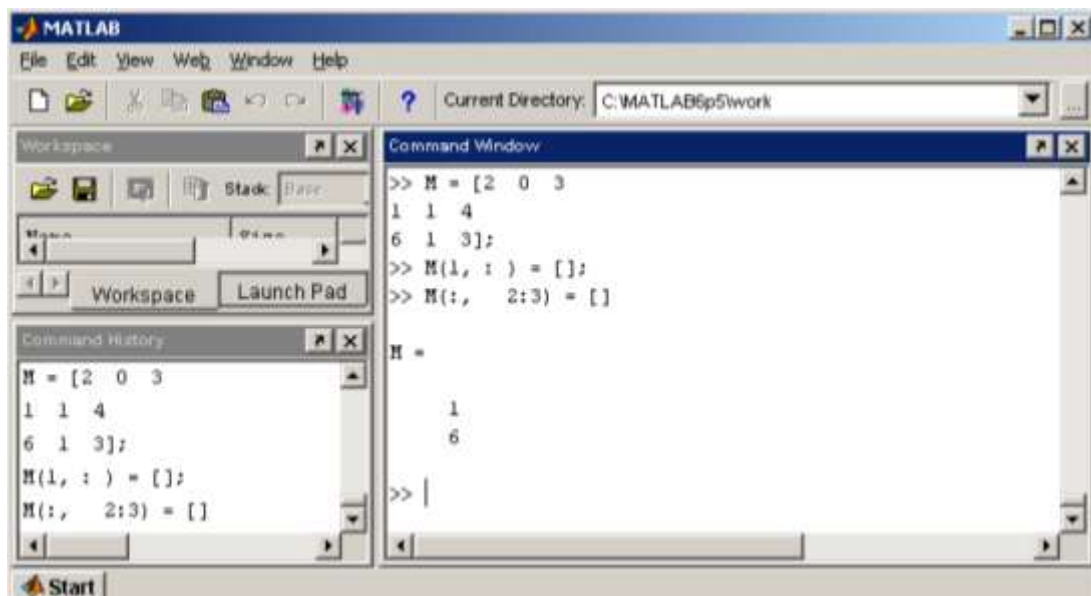 MATLAB
File Edit View Web Window Help
? Current Directory: C:\MATLAB6p5\work ...
Workspace
Stack: Base
Workspace Launch Pad
Command History
M = [2 0 3
1 1 4
6 1 3];
M(1, : ) = [];
M(:, 2:3) = []
Command Window
>> M = [2 0 3
1 1 4
6 1 3];
>> M(1, : ) = [];
>> M(:, 2:3) = []
M =
1
6
>>
Start